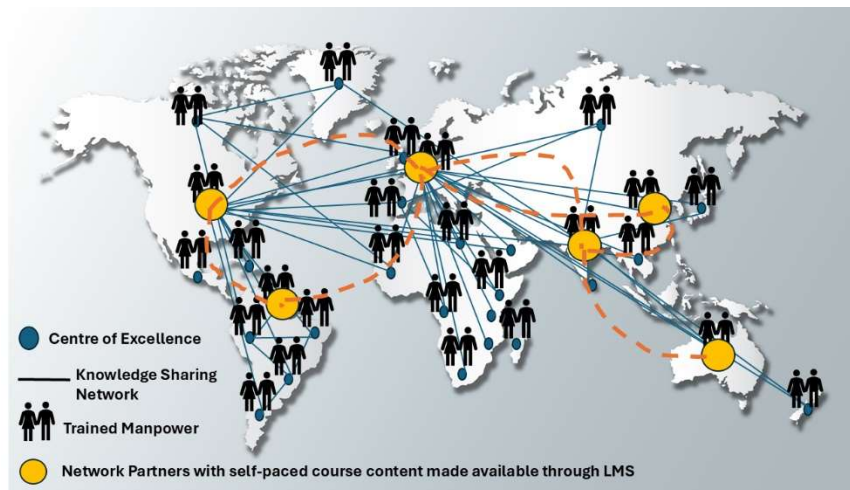 Centre of Excellence
Knowledge Sharing
Network
Trained Manpower
Network Partners with self-paced course content made available through LMS